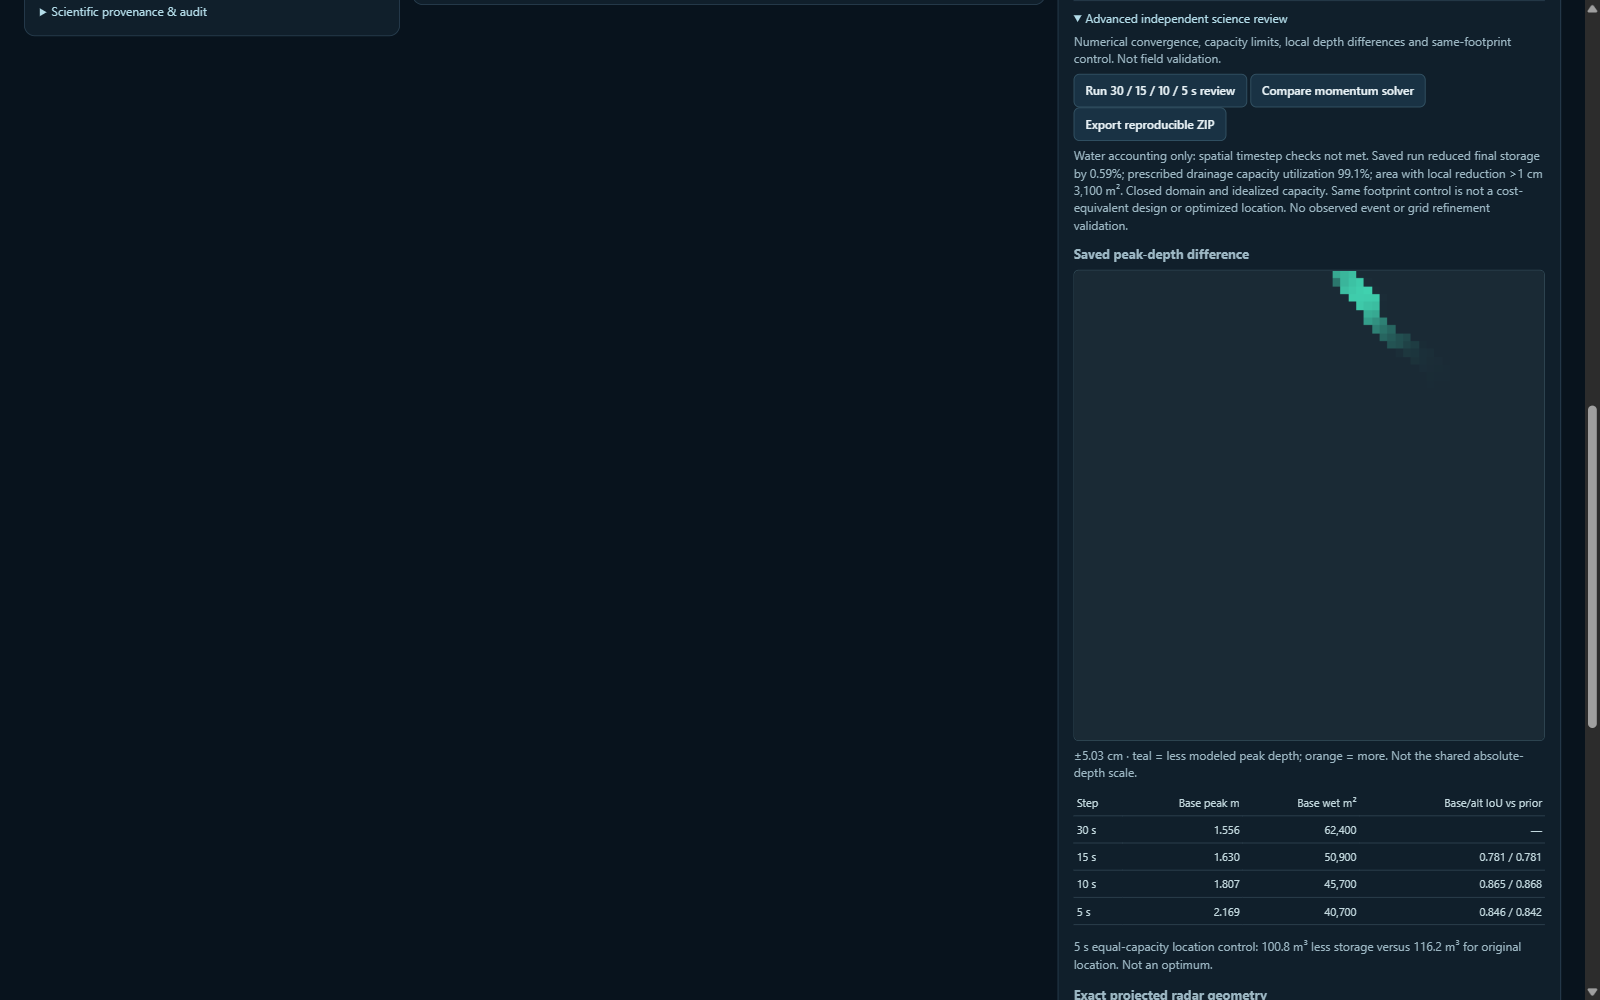 ▶ Scientific provenance & audit
▼ Advanced independent science review
Numerical convergence, capacity limits, local depth differences and same-footprint
control. Not field validation.
Run 30 / 15 / 10 / 5 s review
Compare momentum solver
Export reproducible ZIP
Water accounting only: spatial timestep checks not met. Saved run reduced final storage
by 0.59%; prescribed drainage capacity utilization 99.1%; area with local reduction >1 cm
3,100 m². Closed domain and idealized capacity. Same footprint control is not a cost-
equivalent design or optimized location. No observed event or grid refinement
validation.
Saved peak-depth difference
±5.03 cm · teal = less modeled peak depth; orange = more. Not the shared absolute-
depth scale.
Step Base peak m Base wet m² Base/alt IoU vs prior
30 s 1.556 62,400 —
15 s 1.630 50,900 0.781 / 0.781
10 s 1.807 45,700 0.865 / 0.868
5 s 2.169 40,700 0.846 / 0.842
5 s equal-capacity location control: 100.8 m³ less storage versus 116.2 m³ for original
location. Not an optimum.
Exact projected radar geometry